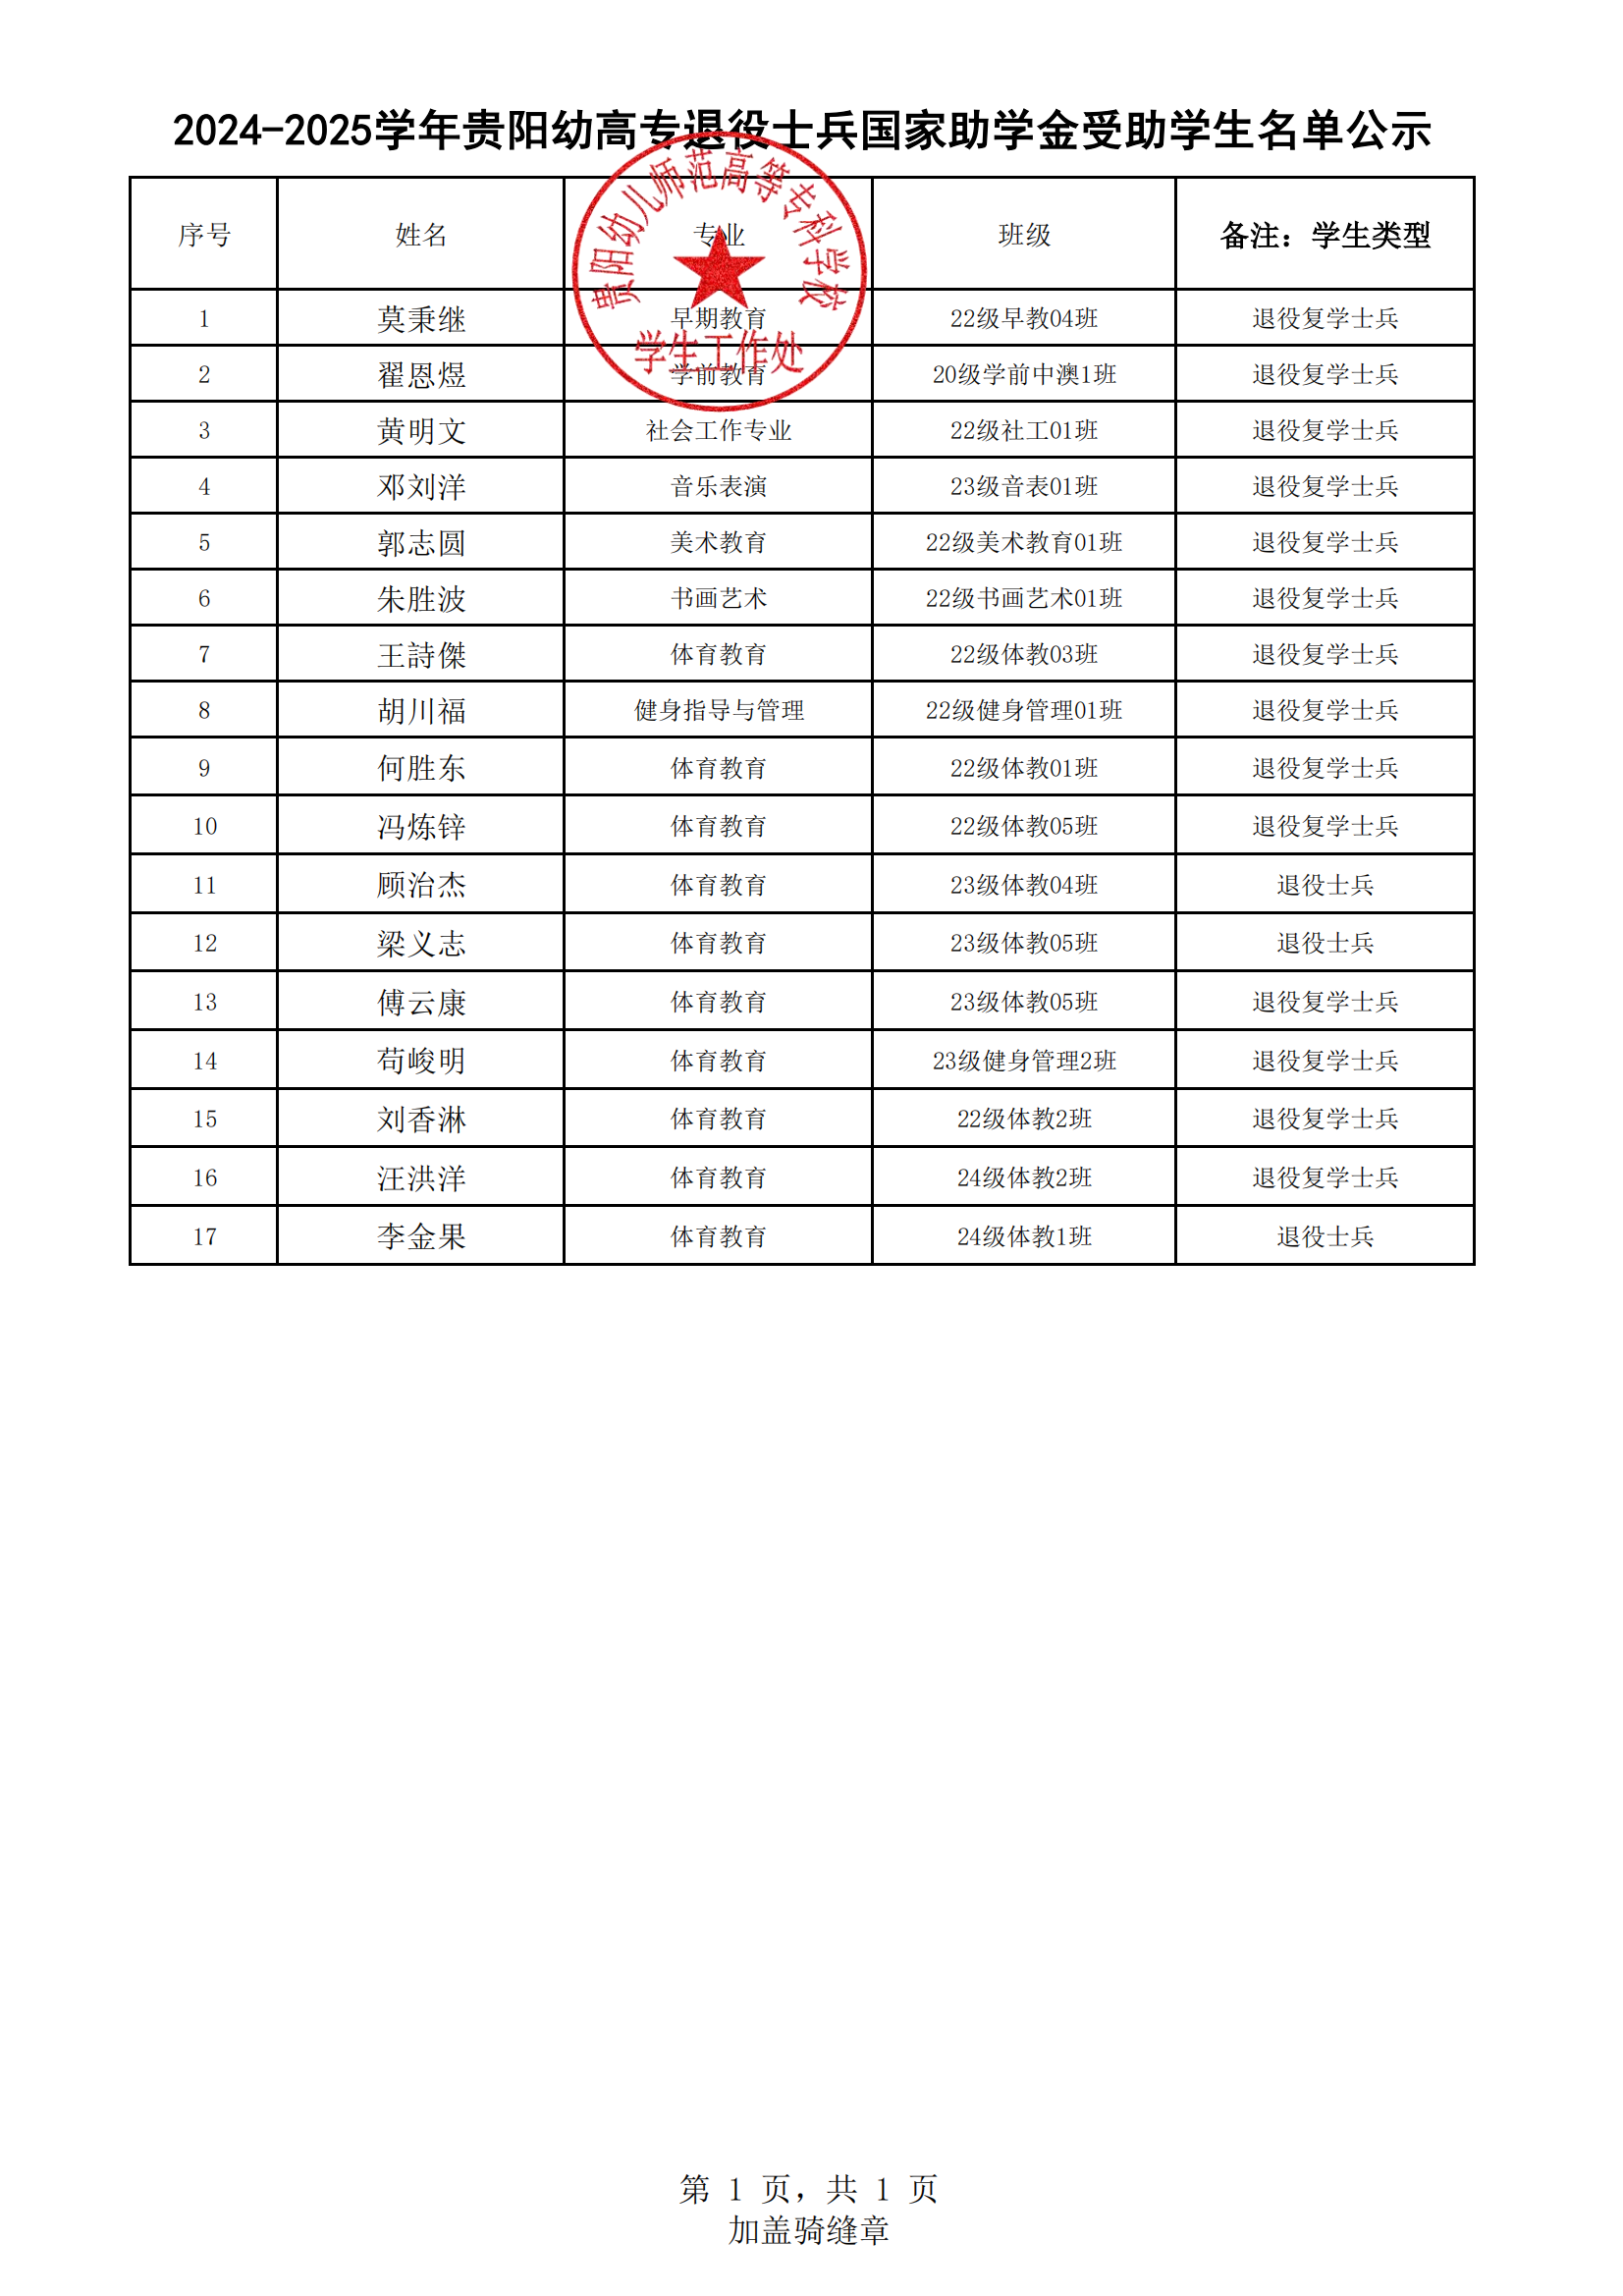 2024-2025学年贵阳幼高专退役士兵国家助学金受助学生名单公示
贵阳幼儿师范高等专科学校
学生工作处
序号 姓名 专业 班级 备注：学生类型
1 莫秉继 早期教育 22级早教04班 退役复学士兵
2 翟恩煜 学前教育 20级学前中澳1班 退役复学士兵
3 黄明文 社会工作专业 22级社工01班 退役复学士兵
4 邓刘洋 音乐表演 23级音表01班 退役复学士兵
5 郭志圆 美术教育 22级美术教育01班 退役复学士兵
6 朱胜波 书画艺术 22级书画艺术01班 退役复学士兵
7 王詩傑 体育教育 22级体教03班 退役复学士兵
8 胡川福 健身指导与管理 22级健身管理01班 退役复学士兵
9 何胜东 体育教育 22级体教01班 退役复学士兵
10 冯炼锌 体育教育 22级体教05班 退役复学士兵
11 顾治杰 体育教育 23级体教04班 退役士兵
12 梁义志 体育教育 23级体教05班 退役士兵
13 傅云康 体育教育 23级体教05班 退役复学士兵
14 苟峻明 体育教育 23级健身管理2班 退役复学士兵
15 刘香淋 体育教育 22级体教2班 退役复学士兵
16 汪洪洋 体育教育 24级体教2班 退役复学士兵
17 李金果 体育教育 24级体教1班 退役士兵
第 1 页，共 1 页
加盖骑缝章